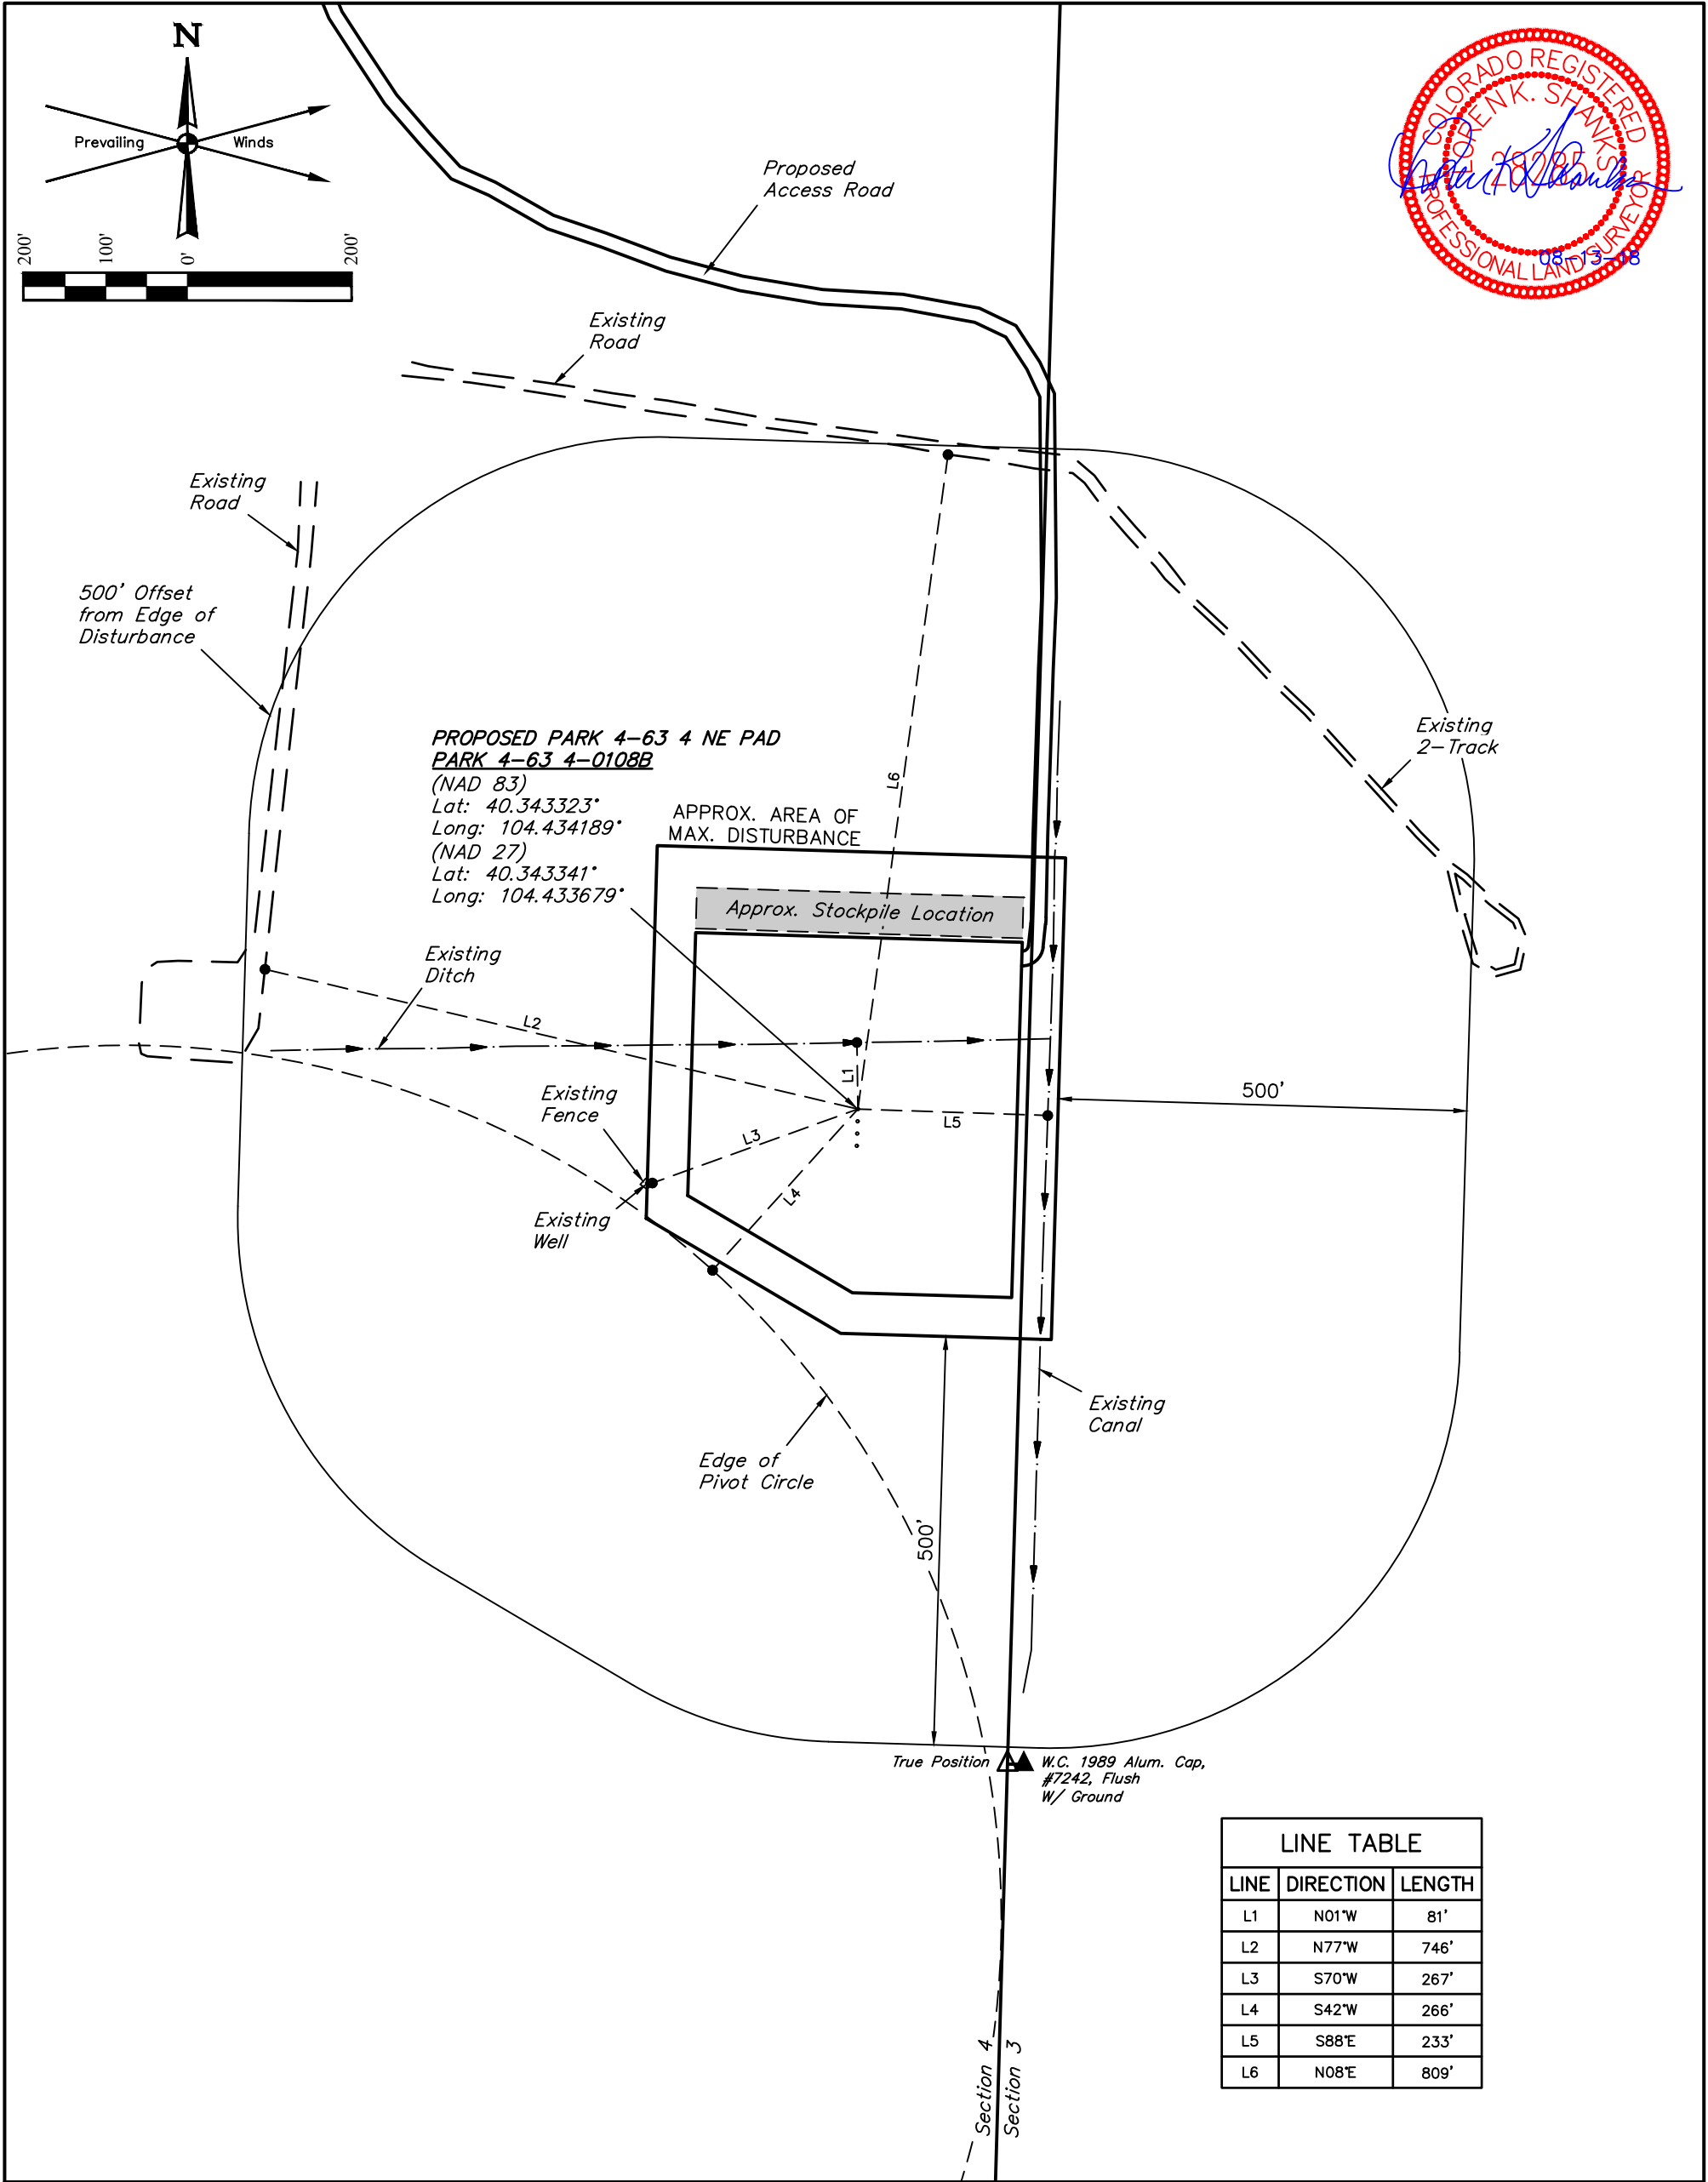 N
Prevailing Winds
200' 100' 0' 200'
COLORADO REGISTERED
LOREN K. SHANKS
28285
PROFESSIONAL LAND SURVEYOR
08-13-18
Proposed
Access Road
Existing
Road
Existing
Road
500' Offset
from Edge of
Disturbance
Existing
2-Track
PROPOSED PARK 4-63 4 NE PAD
PARK 4-63 4-0108B
(NAD 83)
Lat: 40.343323°
Long: 104.434189°
(NAD 27)
Lat: 40.343341°
Long: 104.433679°
L6
APPROX. AREA OF
MAX. DISTURBANCE
Approx. Stockpile Location
Existing
Ditch
L2
L1
Existing
Fence
L3
L5
500'
L4
Existing
Well
Existing
Canal
Edge of
Pivot Circle
500'
True Position
W.C. 1989 Alum. Cap,
#7242, Flush
W/ Ground
Section 4
Section 3
LINE TABLE
LINE DIRECTION LENGTH
L1 N01°W 81'
L2 N77°W 746'
L3 S70°W 267'
L4 S42°W 266'
L5 S88°E 233'
L6 N08°E 809'